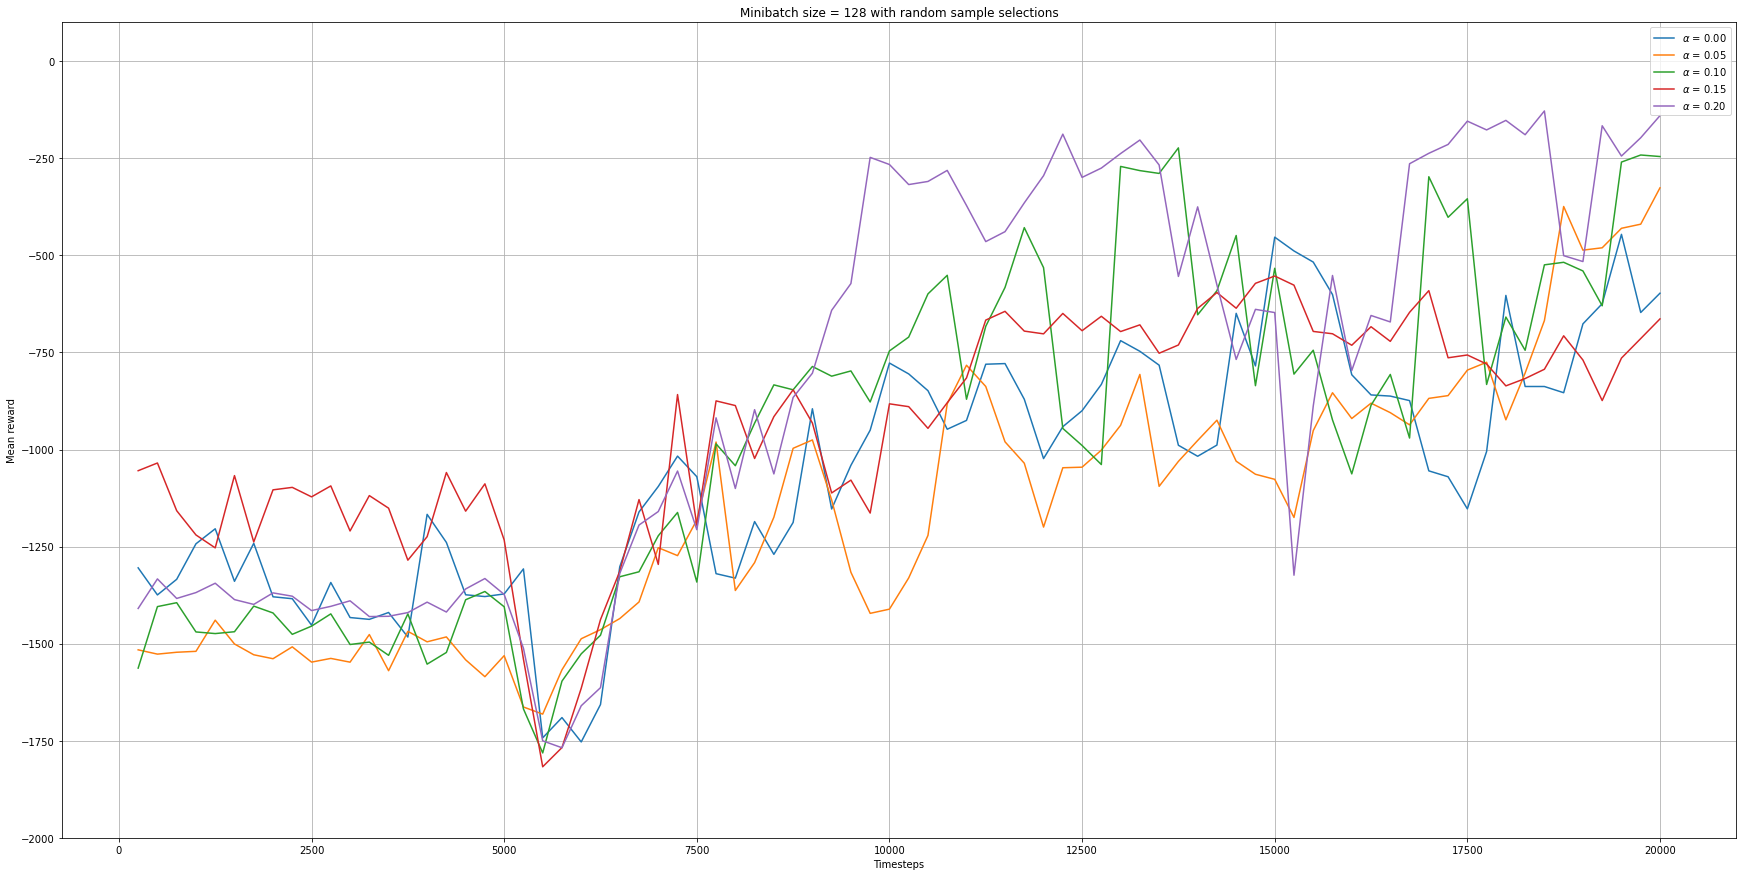 Minibatch size = 128 with random sample selections
α = 0.00
α = 0.05
α = 0.10
α = 0.15
α = 0.20
Mean reward
0
−250
−500
−750
−1000
−1250
−1500
−1750
−2000
0 2500 5000 7500 10000 12500 15000 17500 20000
Timesteps